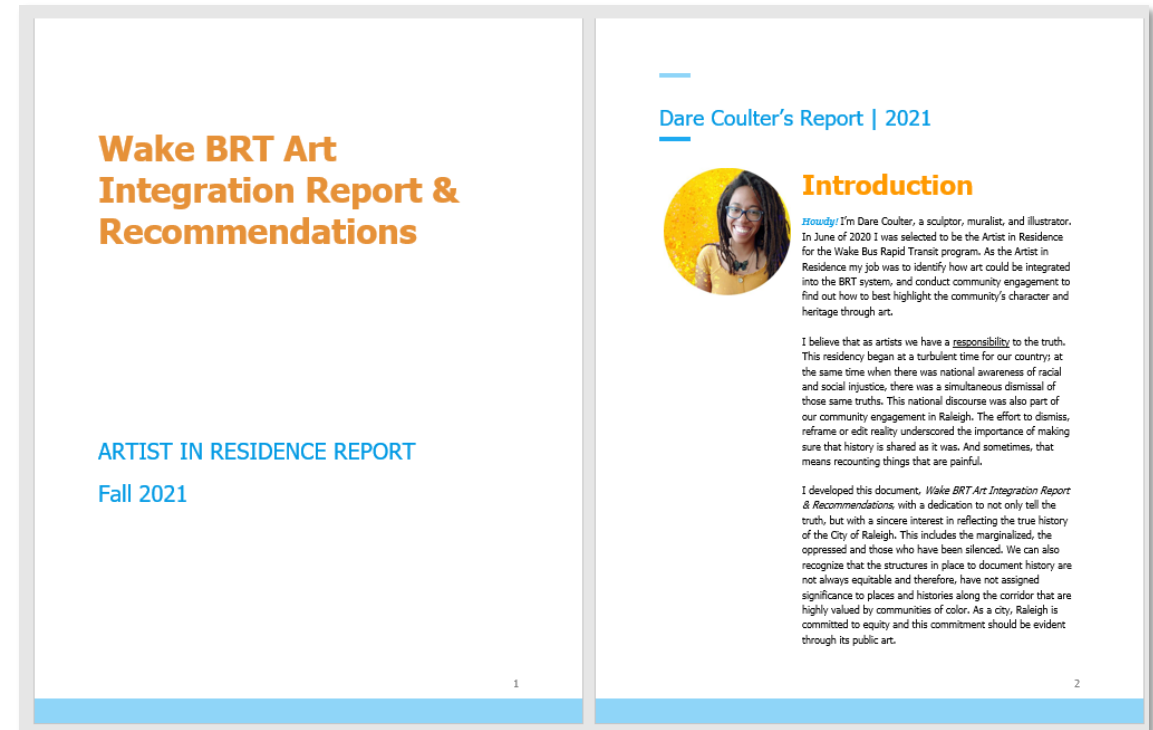 Wake BRT Art
Integration Report &
Recommendations
ARTIST IN RESIDENCE REPORT
Fall 2021
1
Dare Coulter’s Report | 2021
Introduction
Howdy! I’m Dare Coulter, a sculptor, muralist, and illustrator.
In June of 2020 I was selected to be the Artist in Residence
for the Wake Bus Rapid Transit program. As the Artist in
Residence my job was to identify how art could be integrated
into the BRT system, and conduct community engagement to
find out how to best highlight the community’s character and
heritage through art.
I believe that as artists we have a responsibility to the truth.
This residency began at a turbulent time for our country; at
the same time when there was national awareness of racial
and social injustice, there was a simultaneous dismissal of
those same truths. This national discourse was also part of
our community engagement in Raleigh. The effort to dismiss,
reframe or edit reality underscored the importance of making
sure that history is shared as it was. And sometimes, that
means recounting things that are painful.
I developed this document, Wake BRT Art Integration Report
& Recommendations, with a dedication to not only tell the
truth, but with a sincere interest in reflecting the true history
of the City of Raleigh. This includes the marginalized, the
oppressed and those who have been silenced. We can also
recognize that the structures in place to document history are
not always equitable and therefore, have not assigned
significance to places and histories along the corridor that are
highly valued by communities of color. As a city, Raleigh is
committed to equity and this commitment should be evident
through its public art.
2